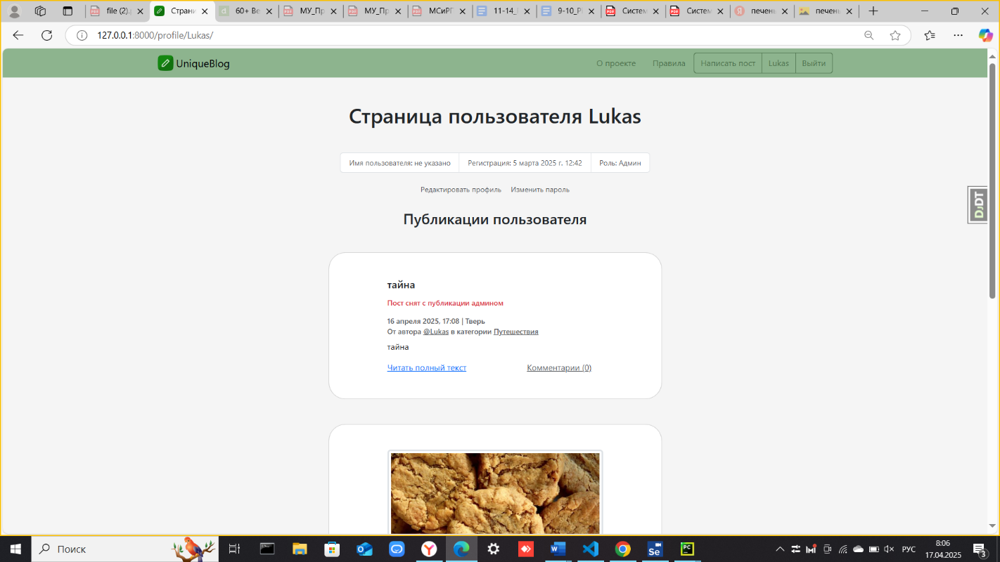 file (2).p
Страни
60+ Ве
МУ_Пр
МУ_Пр
МСиРГ
11-14_
9-10_Р
Систем
Систем
печень
печень
127.0.0.1:8000/profile/Lukas/
UniqueBlog
О проекте
Правила
Написать пост
Lukas
Выйти
Страница пользователя Lukas
Имя пользователя: не указано
Регистрация: 5 марта 2025 г. 12:42
Роль: Админ
Редактировать профиль
Изменить пароль
DjDT
Публикации пользователя
тайна
Пост снят с публикации админом
16 апреля 2025, 17:08 | Тверь
От автора @Lukas в категории Путешествия
тайна
Читать полный текст
Комментарии (0)
Поиск
РУС
8:06
17.04.2025
3